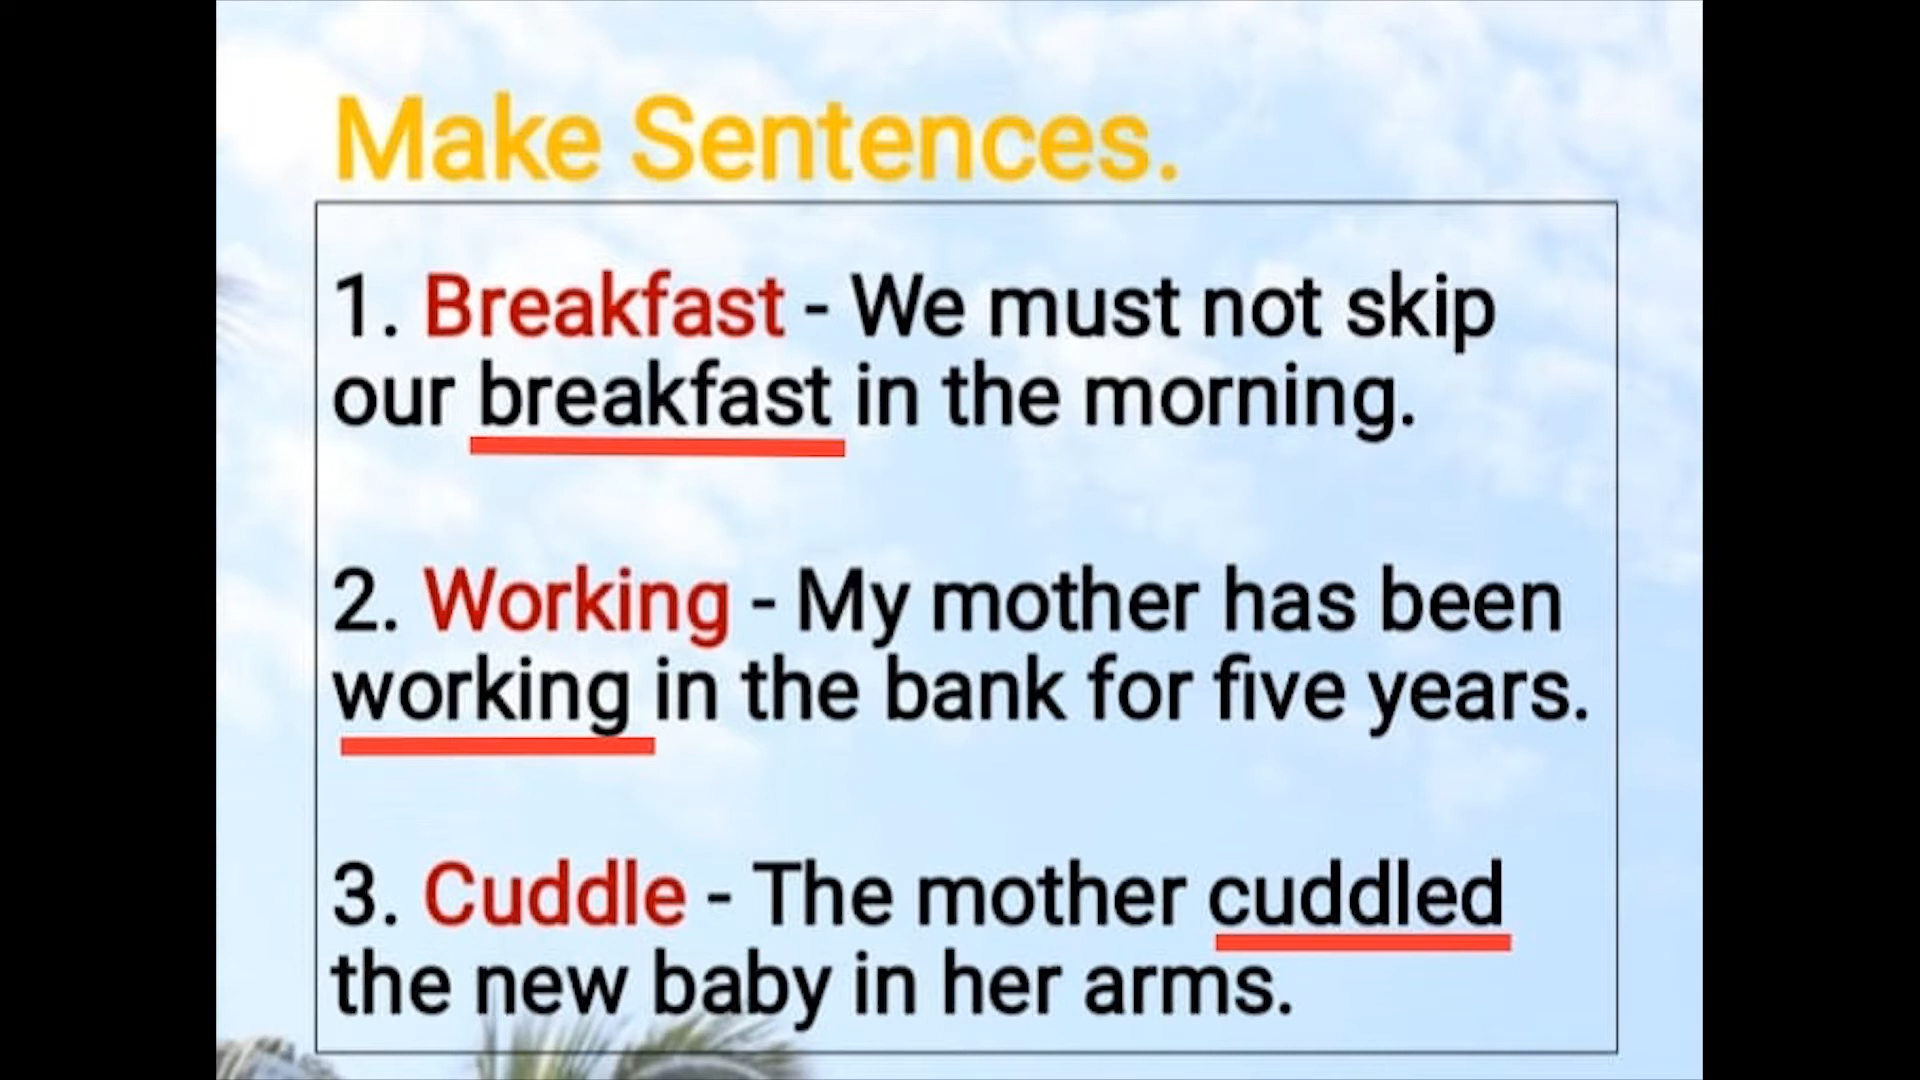 Make Sentences.
1. Breakfast - We must not skip
our breakfast in the morning.
2. Working - My mother has been
working in the bank for five years.
3. Cuddle - The mother cuddled
the new baby in her arms.